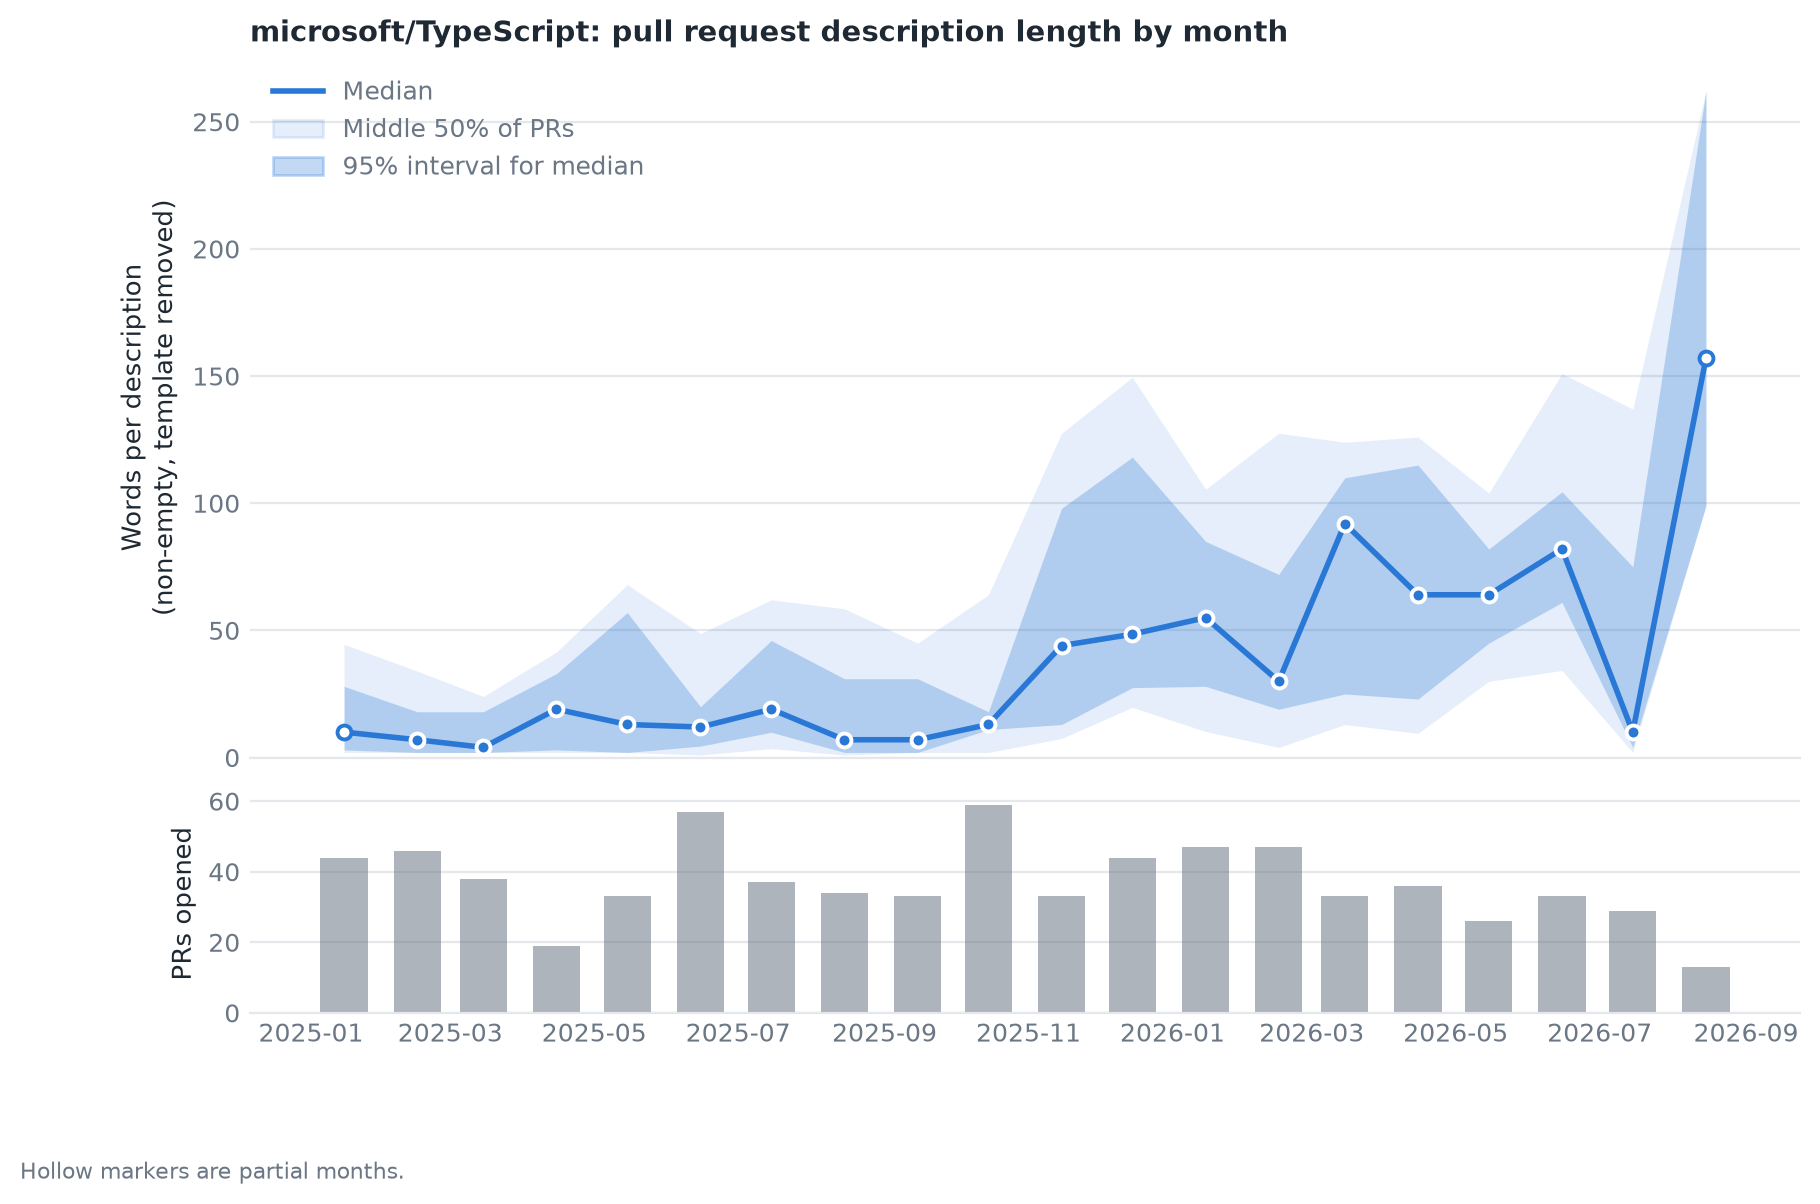 microsoft/TypeScript: pull request description length by month
Median
Middle 50% of PRs
95% interval for median
Words per description
(non-empty, template removed)
250
200
150
100
50
0
PRs opened
60
40
20
0
2025-01 2025-03 2025-05 2025-07 2025-09 2025-11 2026-01 2026-03 2026-05 2026-07 2026-09
Hollow markers are partial months.